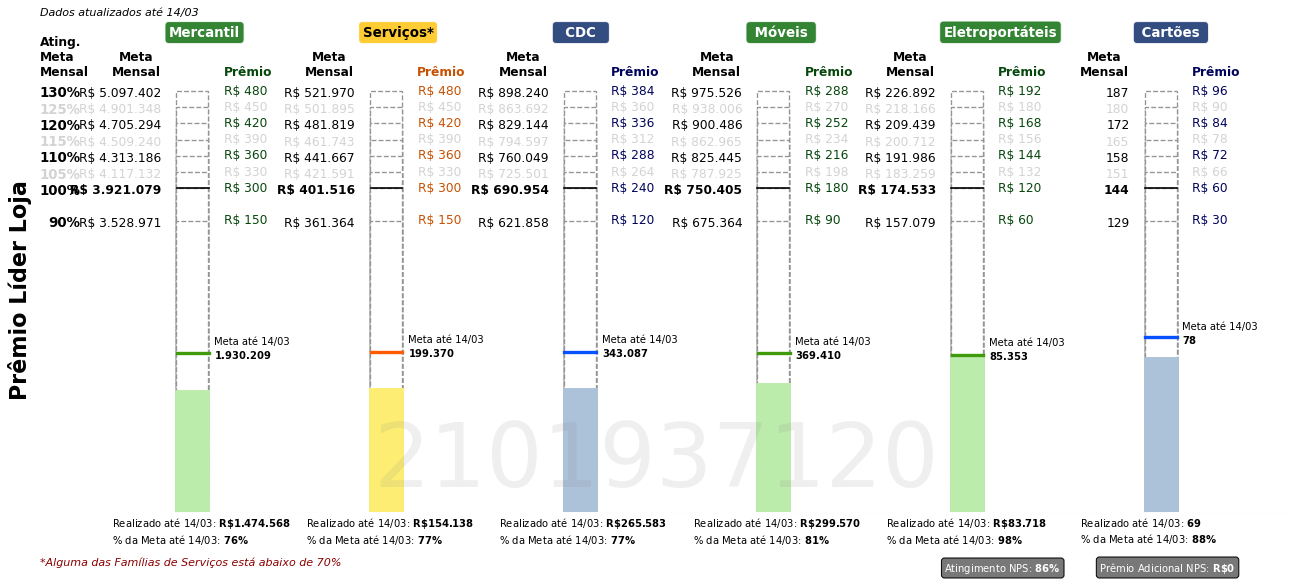 Dados atualizados até 14/03
Mercantil Serviços* CDC Móveis Eletroportáteis Cartões
Ating. Meta Mensal Meta Mensal Prêmio Meta Mensal Prêmio Meta Mensal Prêmio Meta Mensal Prêmio Meta Mensal Prêmio Meta Mensal Prêmio
130% R$ 5.097.402 R$ 480 R$ 521.970 R$ 480 R$ 898.240 R$ 384 R$ 975.526 R$ 288 R$ 226.892 R$ 192 187 R$ 96
125% R$ 4.901.348 R$ 450 R$ 501.895 R$ 450 R$ 863.692 R$ 360 R$ 938.006 R$ 270 R$ 218.166 R$ 180 180 R$ 90
120% R$ 4.705.294 R$ 420 R$ 481.819 R$ 420 R$ 829.144 R$ 336 R$ 900.486 R$ 252 R$ 209.439 R$ 168 172 R$ 84
115% R$ 4.509.240 R$ 390 R$ 461.743 R$ 390 R$ 794.597 R$ 312 R$ 862.965 R$ 234 R$ 200.712 R$ 156 165 R$ 78
110% R$ 4.313.186 R$ 360 R$ 441.667 R$ 360 R$ 760.049 R$ 288 R$ 825.445 R$ 216 R$ 191.986 R$ 144 158 R$ 72
105% R$ 4.117.132 R$ 330 R$ 421.591 R$ 330 R$ 725.501 R$ 264 R$ 787.925 R$ 198 R$ 183.259 R$ 132 151 R$ 66
100% R$ 3.921.079 R$ 300 R$ 401.516 R$ 300 R$ 690.954 R$ 240 R$ 750.405 R$ 180 R$ 174.533 R$ 120 144 R$ 60
90% R$ 3.528.971 R$ 150 R$ 361.364 R$ 150 R$ 621.858 R$ 120 R$ 675.364 R$ 90 R$ 157.079 R$ 60 129 R$ 30
Prêmio Líder Loja
Meta até 14/03 Meta até 14/03 Meta até 14/03 Meta até 14/03 Meta até 14/03 Meta até 14/03
1.930.209 199.370 343.087 369.410 85.353 78
2101937120
Realizado até 14/03: R$1.474.568 Realizado até 14/03: R$154.138 Realizado até 14/03: R$265.583 Realizado até 14/03: R$299.570 Realizado até 14/03: R$83.718 Realizado até 14/03: 69
% da Meta até 14/03: 76% % da Meta até 14/03: 77% % da Meta até 14/03: 77% % da Meta até 14/03: 81% % da Meta até 14/03: 98% % da Meta até 14/03: 88%
*Alguma das Famílias de Serviços está abaixo de 70%
Atingimento NPS: 86% Prêmio Adicional NPS: R$0